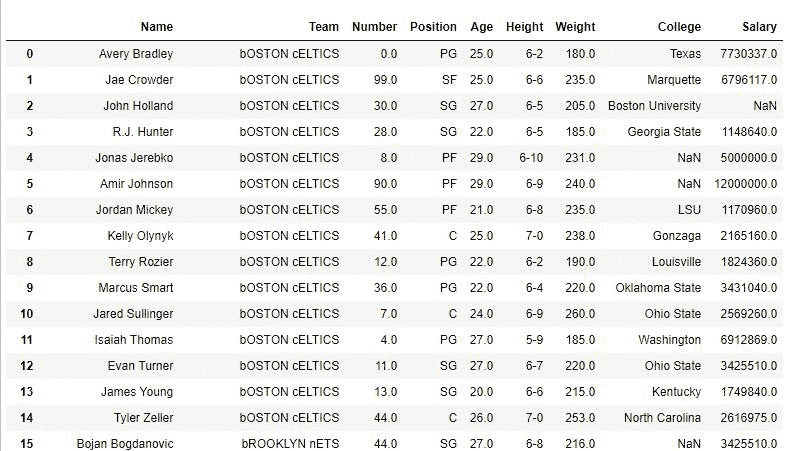 Name Team Number Position Age Height Weight College Salary
0 Avery Bradley bOSTON cELTICS 0.0 PG 25.0 6-2 180.0 Texas 7730337.0
1 Jae Crowder bOSTON cELTICS 99.0 SF 25.0 6-6 235.0 Marquette 6796117.0
2 John Holland bOSTON cELTICS 30.0 SG 27.0 6-5 205.0 Boston University NaN
3 R.J. Hunter bOSTON cELTICS 28.0 SG 22.0 6-5 185.0 Georgia State 1148640.0
4 Jonas Jerebko bOSTON cELTICS 8.0 PF 29.0 6-10 231.0 NaN 5000000.0
5 Amir Johnson bOSTON cELTICS 90.0 PF 29.0 6-9 240.0 NaN 12000000.0
6 Jordan Mickey bOSTON cELTICS 55.0 PF 21.0 6-8 235.0 LSU 1170960.0
7 Kelly Olynyk bOSTON cELTICS 41.0 C 25.0 7-0 238.0 Gonzaga 2165160.0
8 Terry Rozier bOSTON cELTICS 12.0 PG 22.0 6-2 190.0 Louisville 1824360.0
9 Marcus Smart bOSTON cELTICS 36.0 PG 22.0 6-4 220.0 Oklahoma State 3431040.0
10 Jared Sullinger bOSTON cELTICS 7.0 C 24.0 6-9 260.0 Ohio State 2569260.0
11 Isaiah Thomas bOSTON cELTICS 4.0 PG 27.0 5-9 185.0 Washington 6912869.0
12 Evan Turner bOSTON cELTICS 11.0 SG 27.0 6-7 220.0 Ohio State 3425510.0
13 James Young bOSTON cELTICS 13.0 SG 20.0 6-6 215.0 Kentucky 1749840.0
14 Tyler Zeller bOSTON cELTICS 44.0 C 26.0 7-0 253.0 North Carolina 2616975.0
15 Bojan Bogdanovic bROOKLYN nETS 44.0 SG 27.0 6-8 216.0 NaN 3425510.0